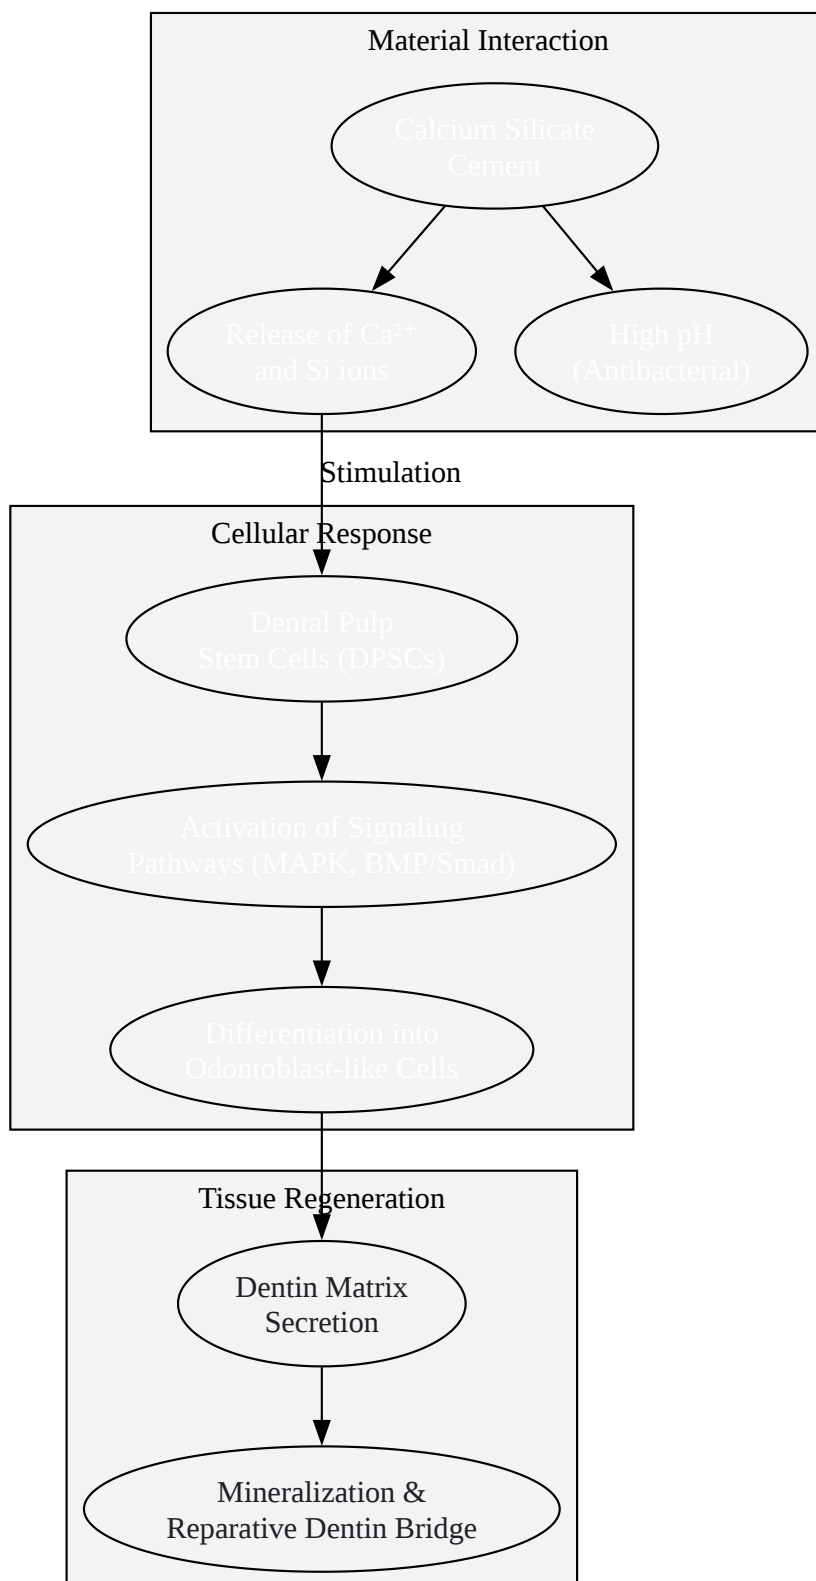 Material Interaction
Calcium Silicate
Cement
Release of Ca²⁺
and Si ions
High pH
(Antibacterial)
Stimulation
Cellular Response
Dental Pulp
Stem Cells (DPSCs)
Activation of Signaling
Pathways (MAPK, BMP/Smad)
Differentiation into
Odontoblast-like Cells
Tissue Regeneration
Dentin Matrix
Secretion
Mineralization &
Reparative Dentin Bridge